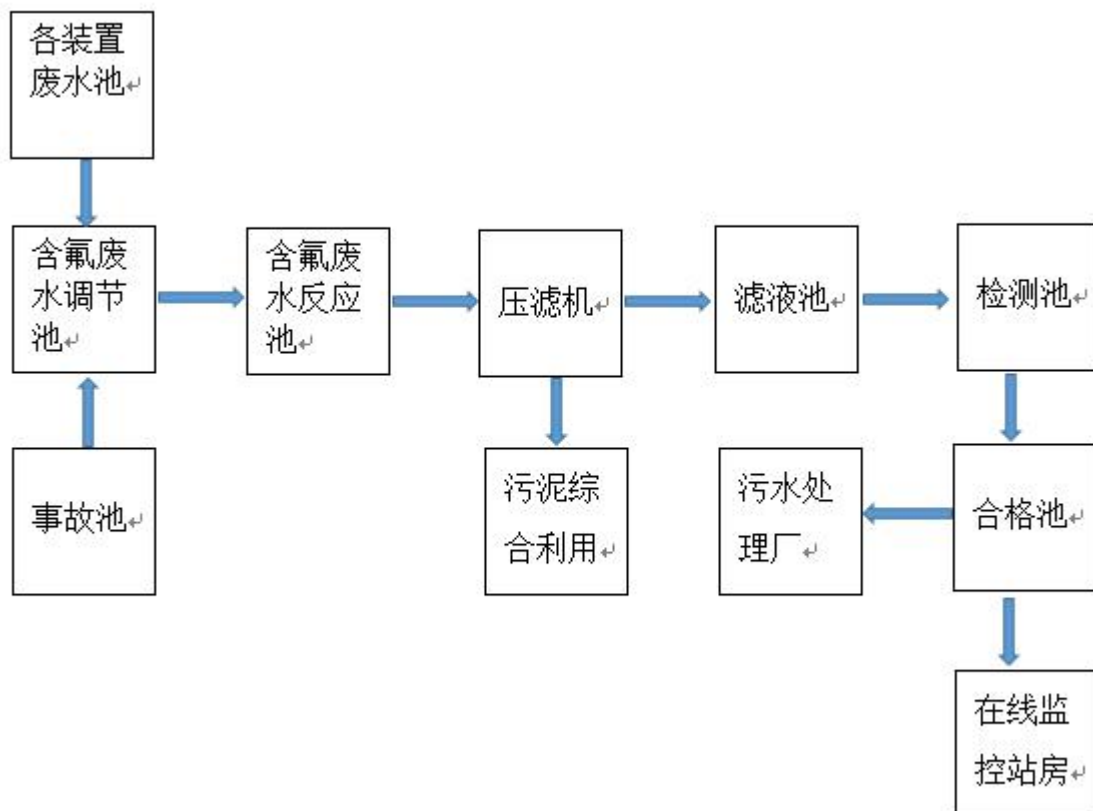 各装置
废水池
含氟废
水调节
池
含氟废
水反应
池
压滤机
滤液池
检测池
事故池
污泥综
合利用
污水处
理厂
合格池
在线监
控站房